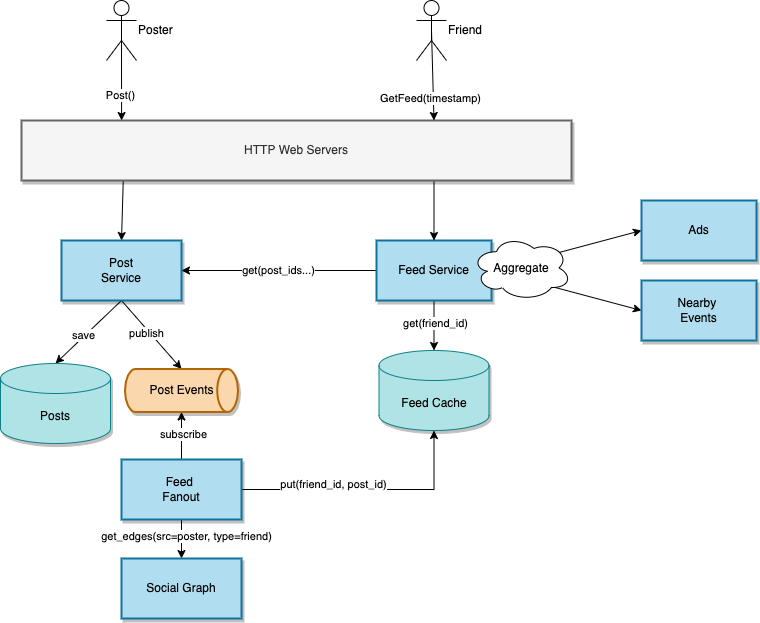 Poster
Friend
Post()
GetFeed(timestamp)
HTTP Web Servers
Post
Service
get(post_ids...)
Feed Service
Aggregate
Ads
Nearby
Events
save
publish
get(friend_id)
Posts
Post Events
Feed Cache
subscribe
Feed
Fanout
put(friend_id, post_id)
get_edges(src=poster, type=friend)
Social Graph